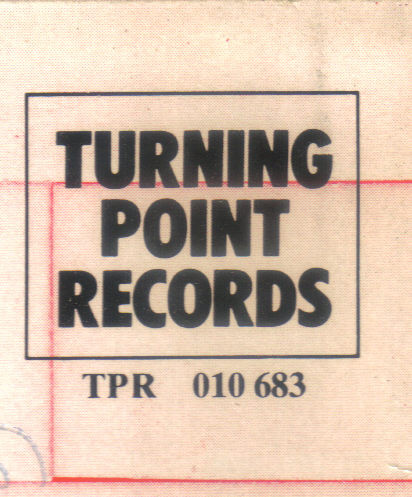 TURNING
POINT
RECORDS
TPR 010 683